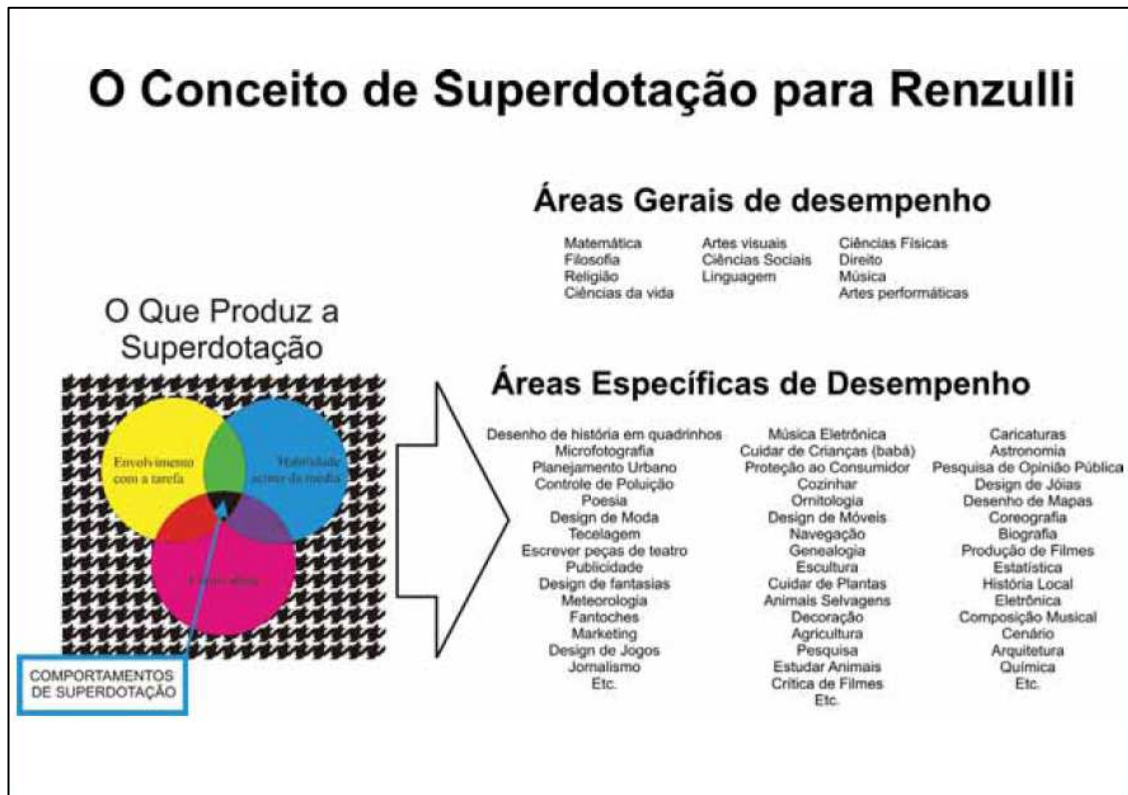 O Conceito de Superdotação para Renzulli
Áreas Gerais de desempenho
Matemática
Filosofia
Religião
Ciências da vida
Artes visuais
Ciências Sociais
Linguagem
Ciências Físicas
Direito
Música
Artes performáticas
O Que Produz a
Superdotação
Envolvimento
com a tarefa
Habilidade
acima da média
COMPORTAMENTOS
DE SUPERDOTAÇÃO
Áreas Específicas de Desempenho
Desenho de história em quadrinhos
Microfotografia
Planejamento Urbano
Controle de Poluição
Poesia
Design de Moda
Tecelagem
Escrever peças de teatro
Publicidade
Design de fantasias
Meteorologia
Fantoches
Marketing
Design de Jogos
Jornalismo
Etc.
Música Eletrônica
Cuidar de Crianças (babá)
Proteção ao Consumidor
Cozinhar
Ornitologia
Design de Móveis
Navegação
Genealogia
Escultura
Cuidar de Plantas
Animais Selvagens
Decoração
Agricultura
Pesquisa
Estudar Animais
Crítica de Filmes
Etc.
Caricaturas
Astronomia
Pesquisa de Opinião Pública
Design de Jóias
Desenho de Mapas
Coreografia
Biografia
Produção de Filmes
Estatística
História Local
Eletrônica
Composição Musical
Cenário
Arquitetura
Química
Etc.